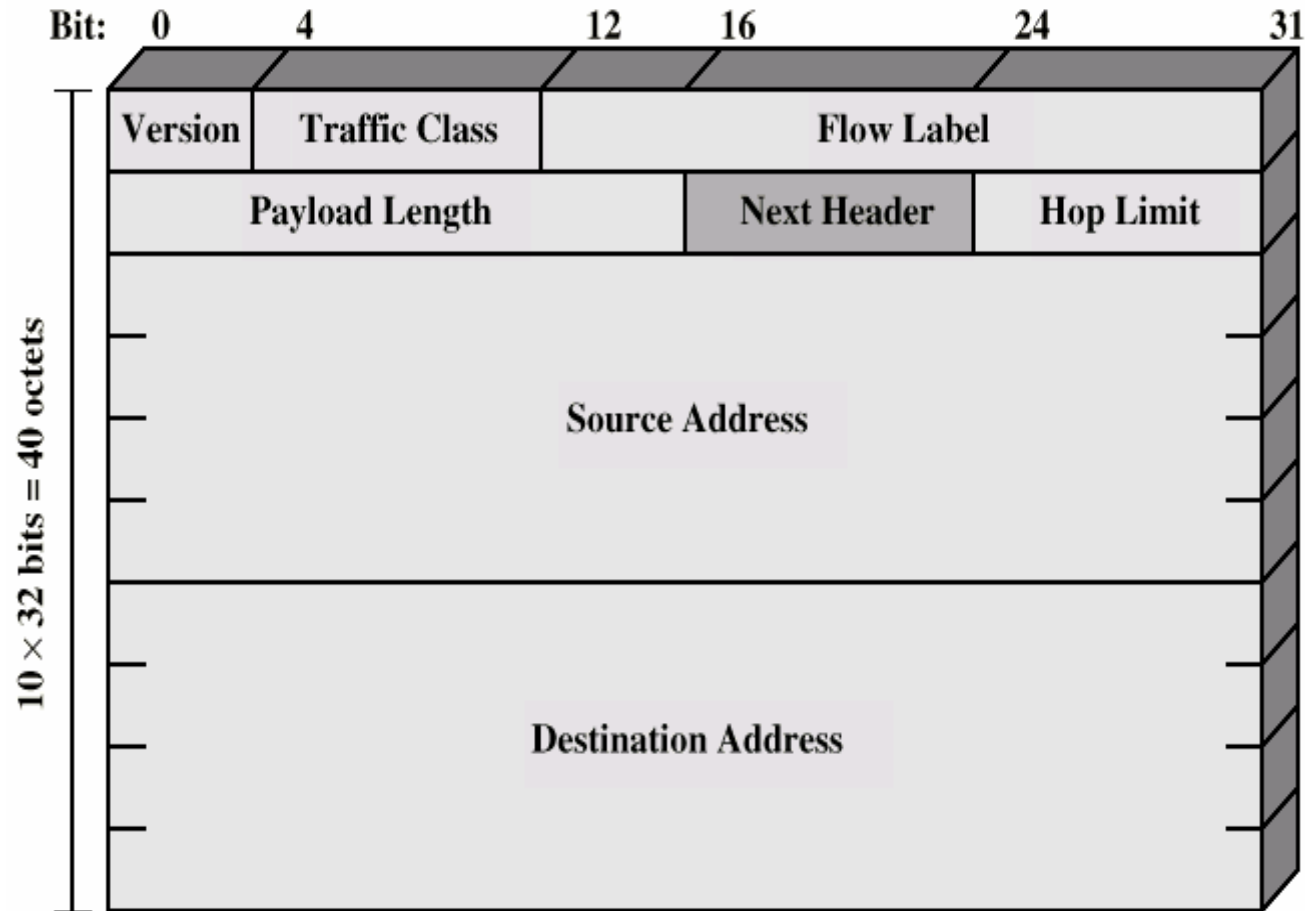 Bit: 0 4 12 16 24 31
Version Traffic Class Flow Label
Payload Length Next Header Hop Limit
Source Address
Destination Address
10 × 32 bits = 40 octets